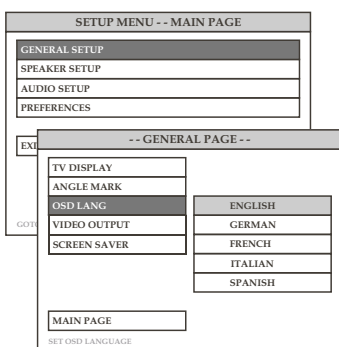 SETUP MENU - - MAIN PAGE
GENERAL SETUP
SPEAKER SETUP
AUDIO SETUP
PREFERENCES
EXI
GOTO
- - GENERAL PAGE - -
TV DISPLAY
ANGLE MARK
OSD LANG
VIDEO OUTPUT
SCREEN SAVER
ENGLISH
GERMAN
FRENCH
ITALIAN
SPANISH
MAIN PAGE
SET OSD LANGUAGE